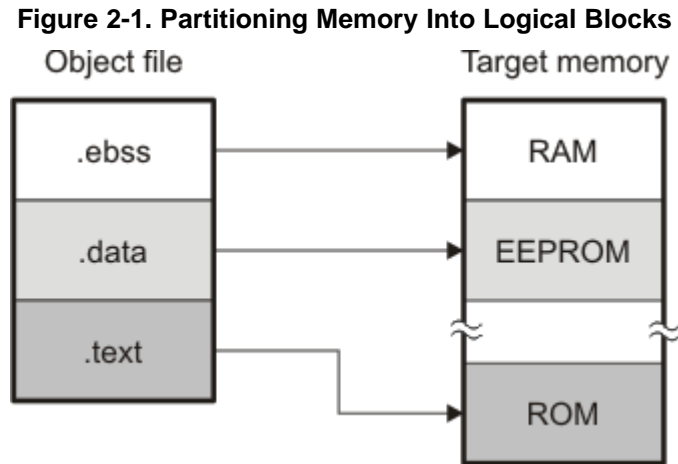 Figure 2-1. Partitioning Memory Into Logical Blocks
Object file
Target memory
.ebss
RAM
.data
EEPROM
.text
ROM